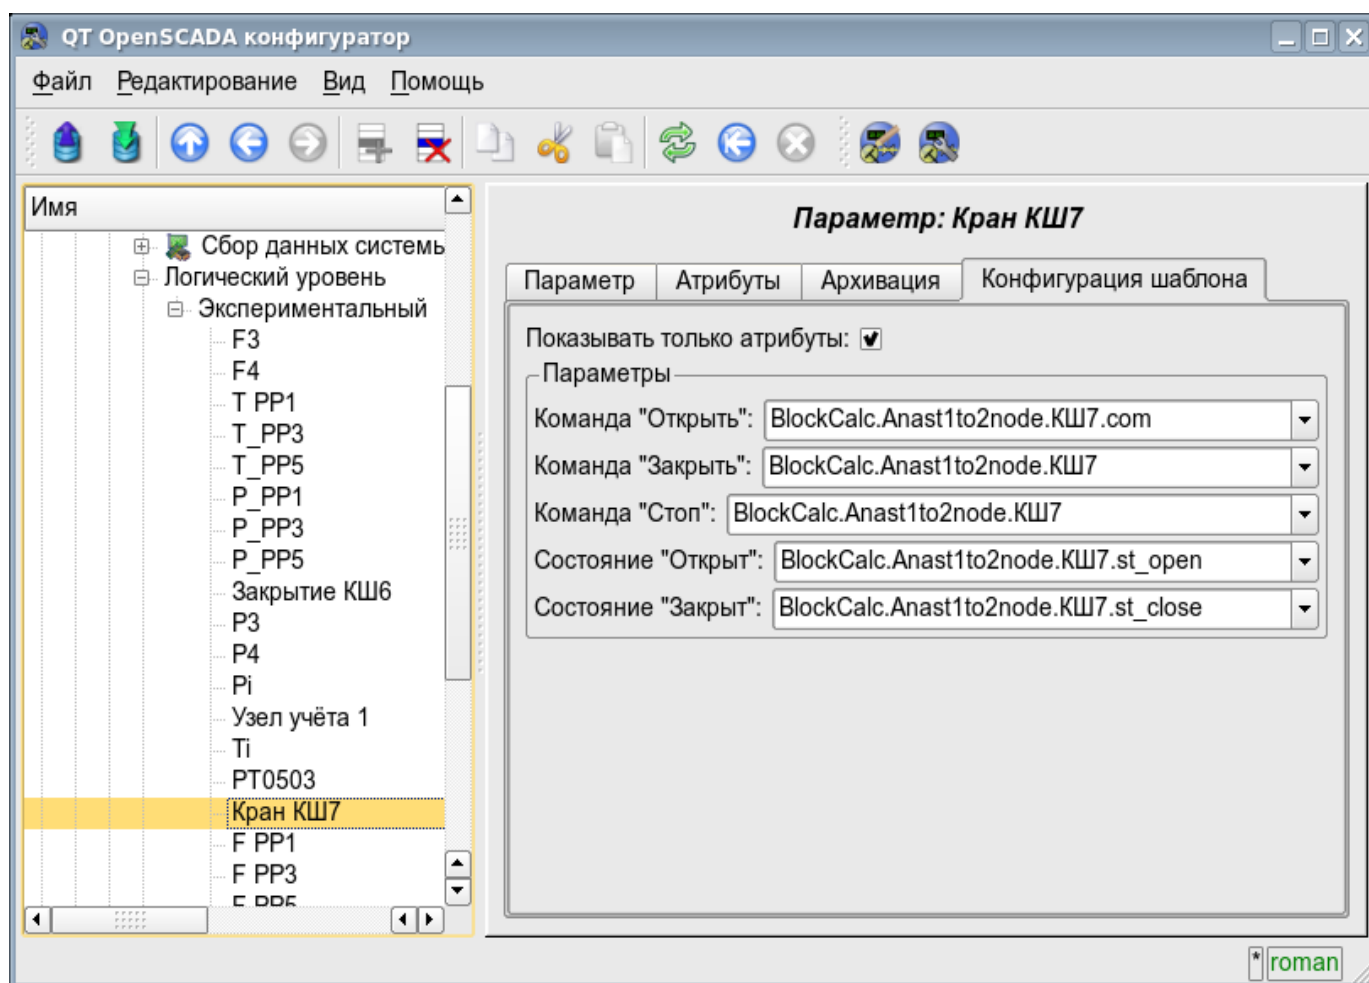 QT OpenSCADA конфигуратор
Файл Редактирование Вид Помощь
Имя
Сбор данных системы
Логический уровень
Экспериментальный
F3
F4
T PP1
T_PP3
T_PP5
P_PP1
P_PP3
P_PP5
Закрытие КШ6
P3
P4
Pi
Узел учёта 1
Ti
PT0503
Кран КШ7
F PP1
F PP3
F PP5
Параметр: Кран КШ7
Параметр Атрибуты Архивация Конфигурация шаблона
Показывать только атрибуты:
Параметры
Команда "Открыть": BlockCalc.Anast1to2node.КШ7.com
Команда "Закрыть": BlockCalc.Anast1to2node.КШ7
Команда "Стоп": BlockCalc.Anast1to2node.КШ7
Состояние "Открыт": BlockCalc.Anast1to2node.КШ7.st_open
Состояние "Закрыт": BlockCalc.Anast1to2node.КШ7.st_close
* roman